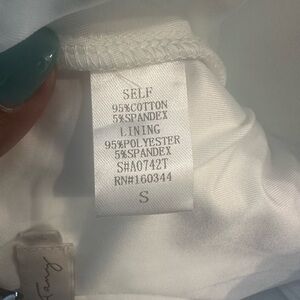 SELF
95%COTTON
5%SPANDEX
LINING
95%POLYESTER
5%SPANDEX
S#A0742T
RN#160344
S